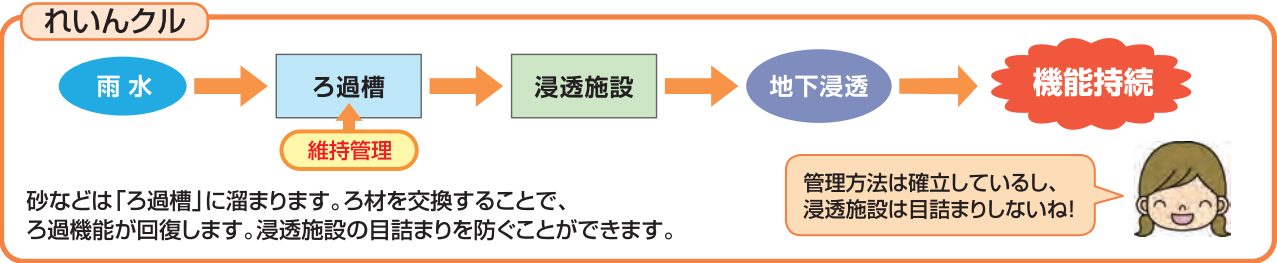 れいんクル
雨水
ろ過槽
浸透施設
地下浸透
機能持続
維持管理
砂などは「ろ過槽」に溜まります。ろ材を交換することで、
ろ過機能が回復します。浸透施設の目詰まりを防ぐことができます。
管理方法は確立しているし、
浸透施設は目詰まりしないね!